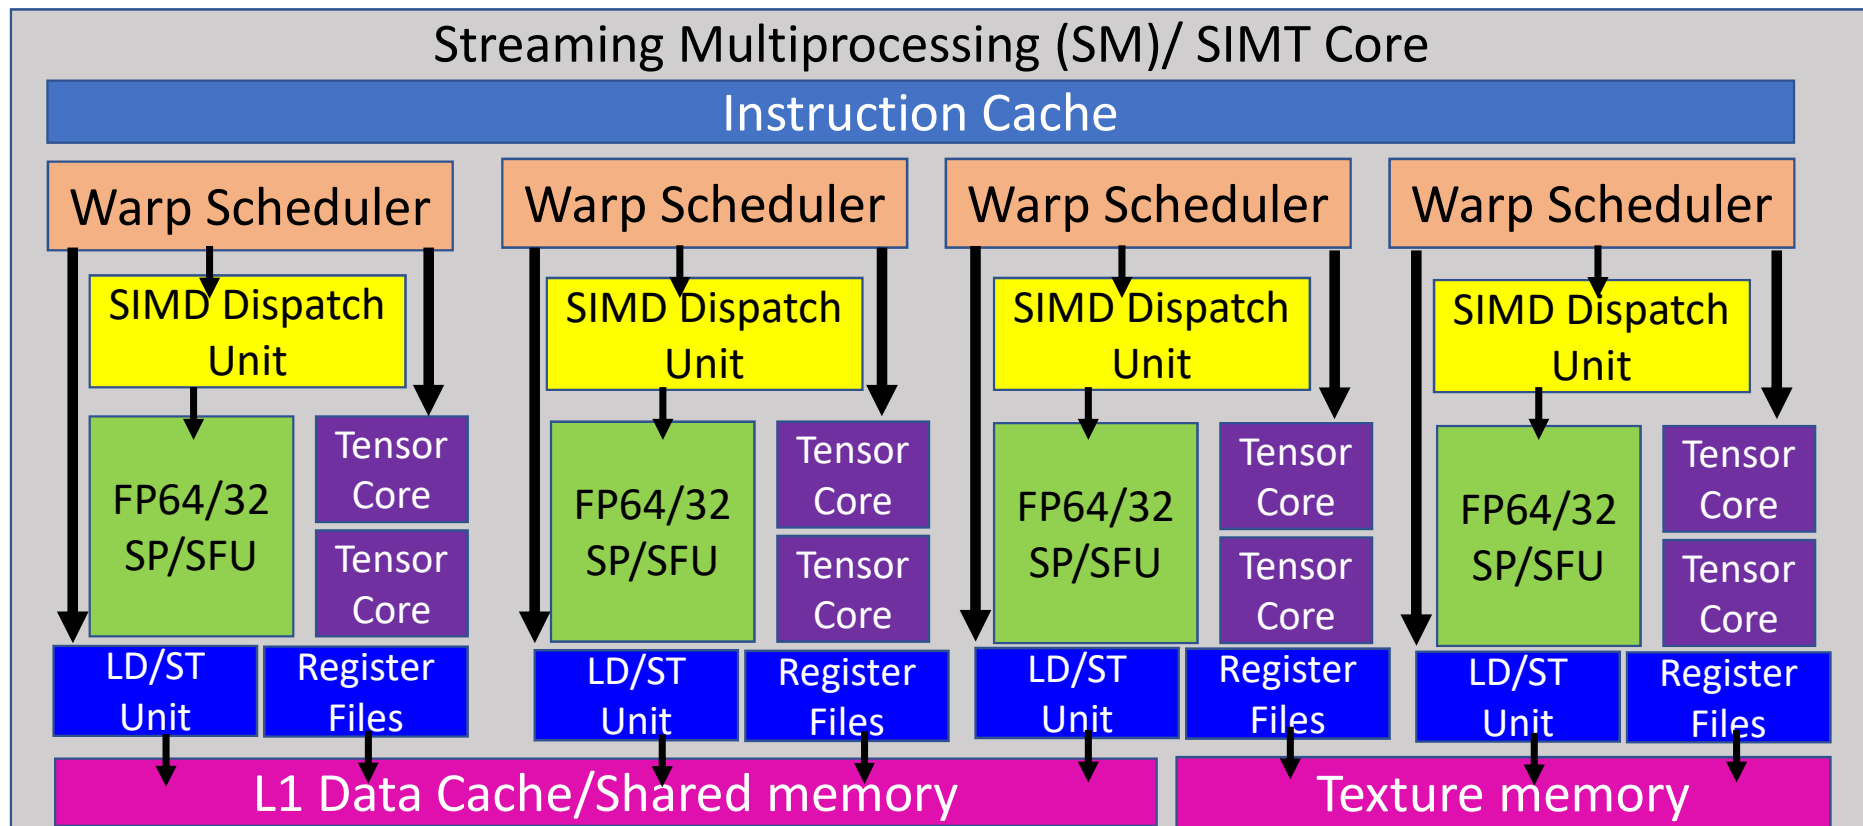 Streaming Multiprocessing (SM)/ SIMT Core
Instruction Cache
Warp Scheduler
Warp Scheduler
Warp Scheduler
Warp Scheduler
SIMD Dispatch
Unit
SIMD Dispatch
Unit
SIMD Dispatch
Unit
SIMD Dispatch
Unit
FP64/32
SP/SFU
Tensor
Core
Tensor
Core
FP64/32
SP/SFU
Tensor
Core
Tensor
Core
FP64/32
SP/SFU
Tensor
Core
Tensor
Core
FP64/32
SP/SFU
Tensor
Core
Tensor
Core
LD/ST
Unit
Register
Files
LD/ST
Unit
Register
Files
LD/ST
Unit
Register
Files
LD/ST
Unit
Register
Files
L1 Data Cache/Shared memory
Texture memory